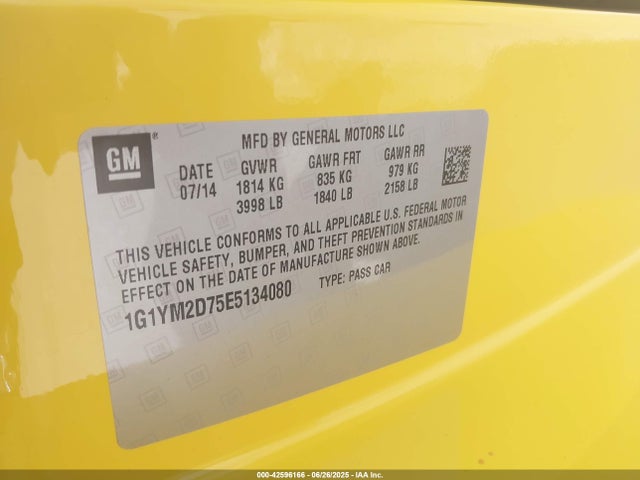 GM
®
MFD BY GENERAL MOTORS LLC
DATE GVWR GAWR FRT GAWR RR
07/14 1814 KG 835 KG 979 KG
3998 LB 1840 LB 2158 LB
THIS VEHICLE CONFORMS TO ALL APPLICABLE U.S. FEDERAL MOTOR
VEHICLE SAFETY, BUMPER, AND THEFT PREVENTION STANDARDS IN
EFFECT ON THE DATE OF MANUFACTURE SHOWN ABOVE.
1G1YM2D75E5134080 TYPE: PASS CAR
000-42596166 - 06/26/2025 - IAA Inc.